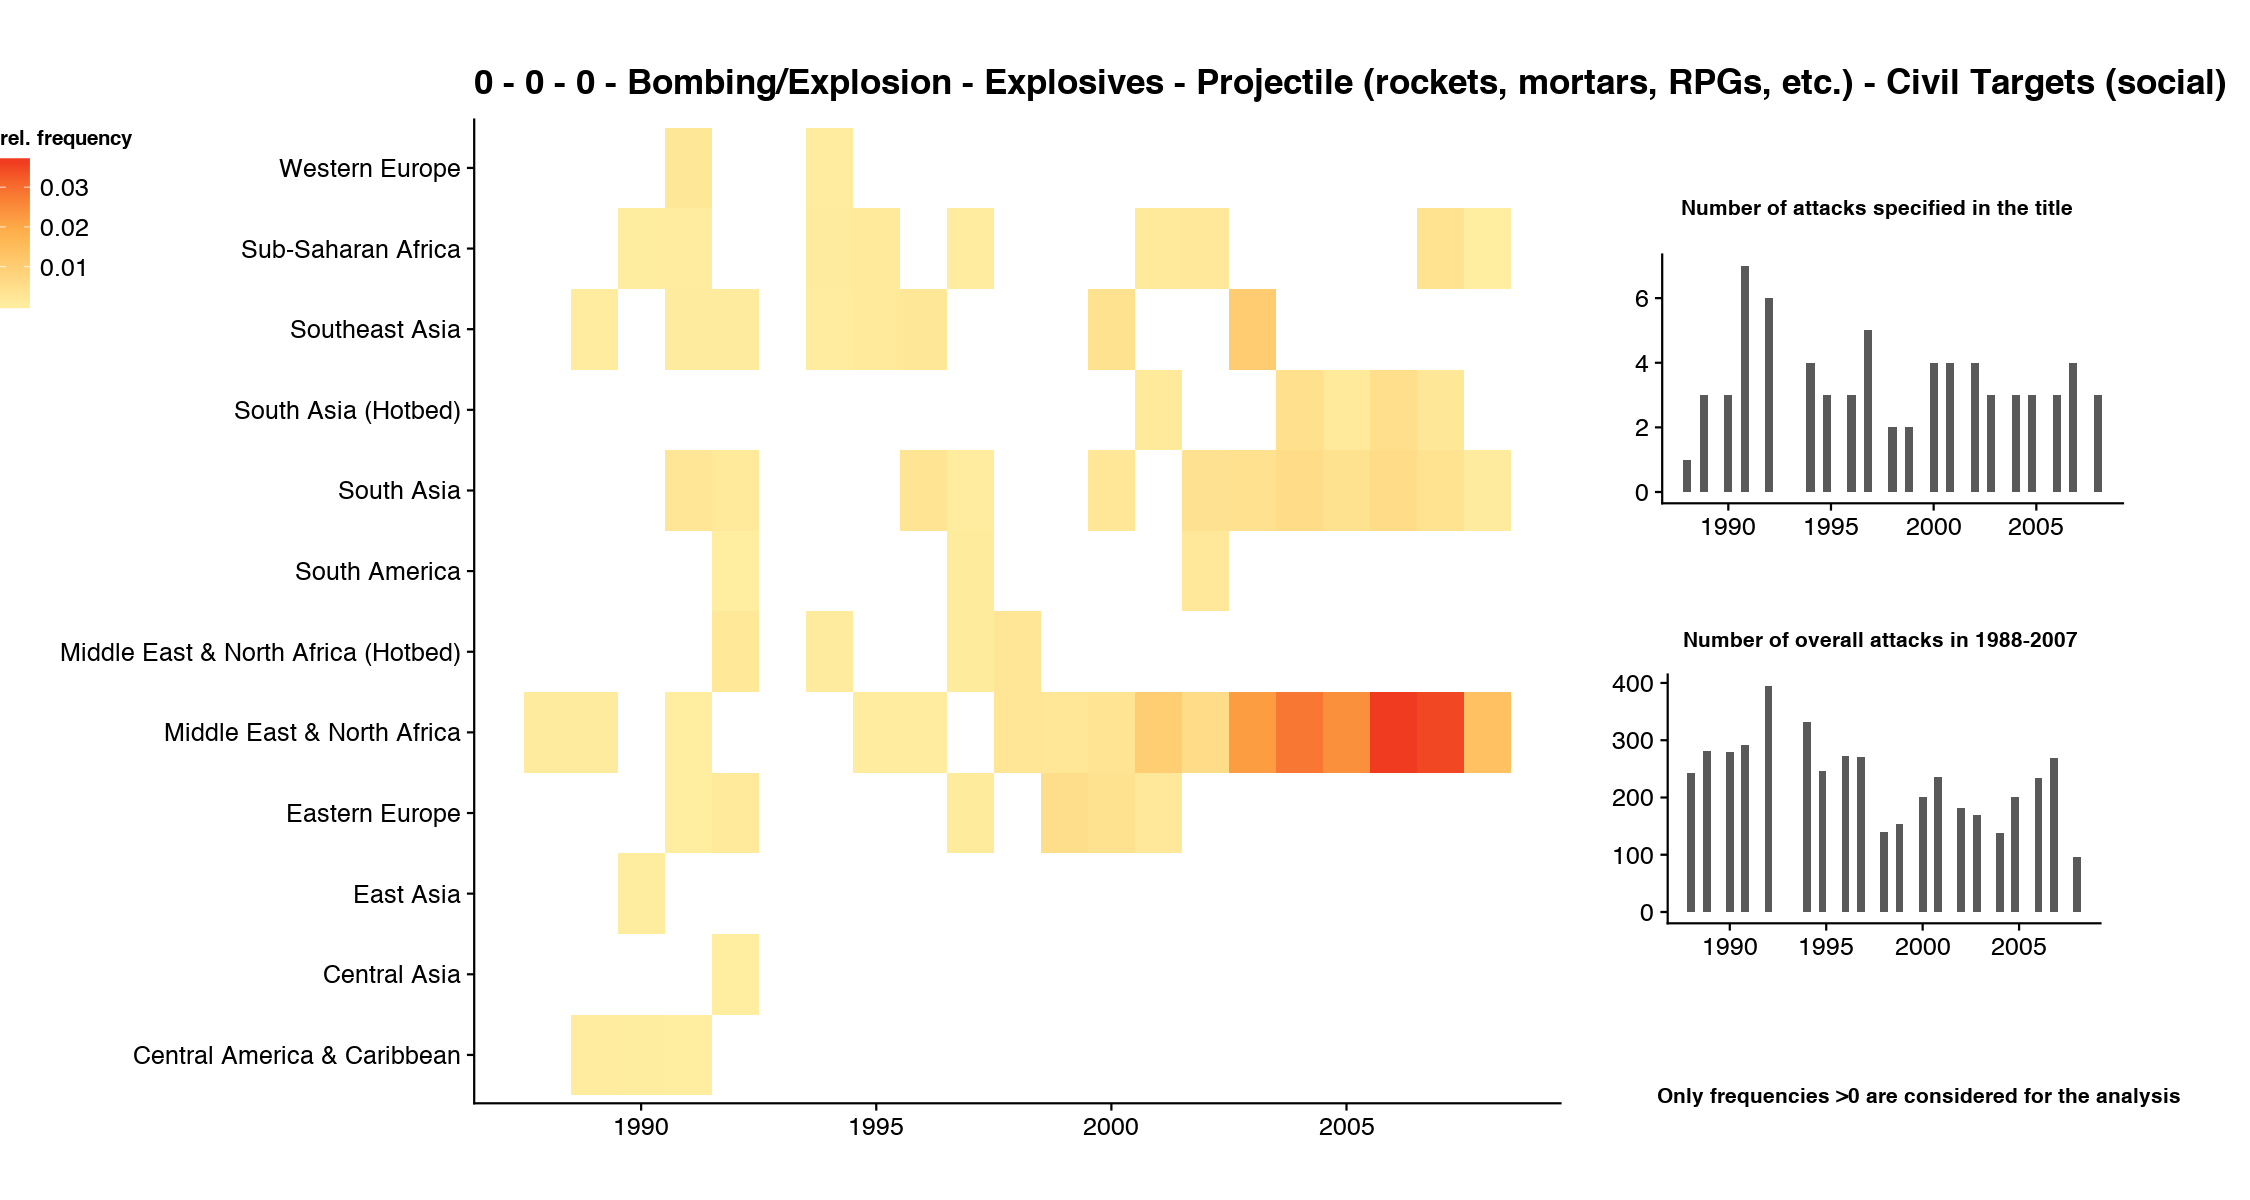 0 - 0 - 0 - Bombing/Explosion - Explosives - Projectile (rockets, mortars, RPGs, etc.) - Civil Targets (social)
rel. frequency
0.03
0.02
0.01
Western Europe
Sub-Saharan Africa
Southeast Asia
South Asia (Hotbed)
South Asia
South America
Middle East & North Africa (Hotbed)
Middle East & North Africa
Eastern Europe
East Asia
Central Asia
Central America & Caribbean
1990 1995 2000 2005
Number of attacks specified in the title
6
4
2
0
1990 1995 2000 2005
Number of overall attacks in 1988-2007
400
300
200
100
0
1990 1995 2000 2005
Only frequencies >0 are considered for the analysis